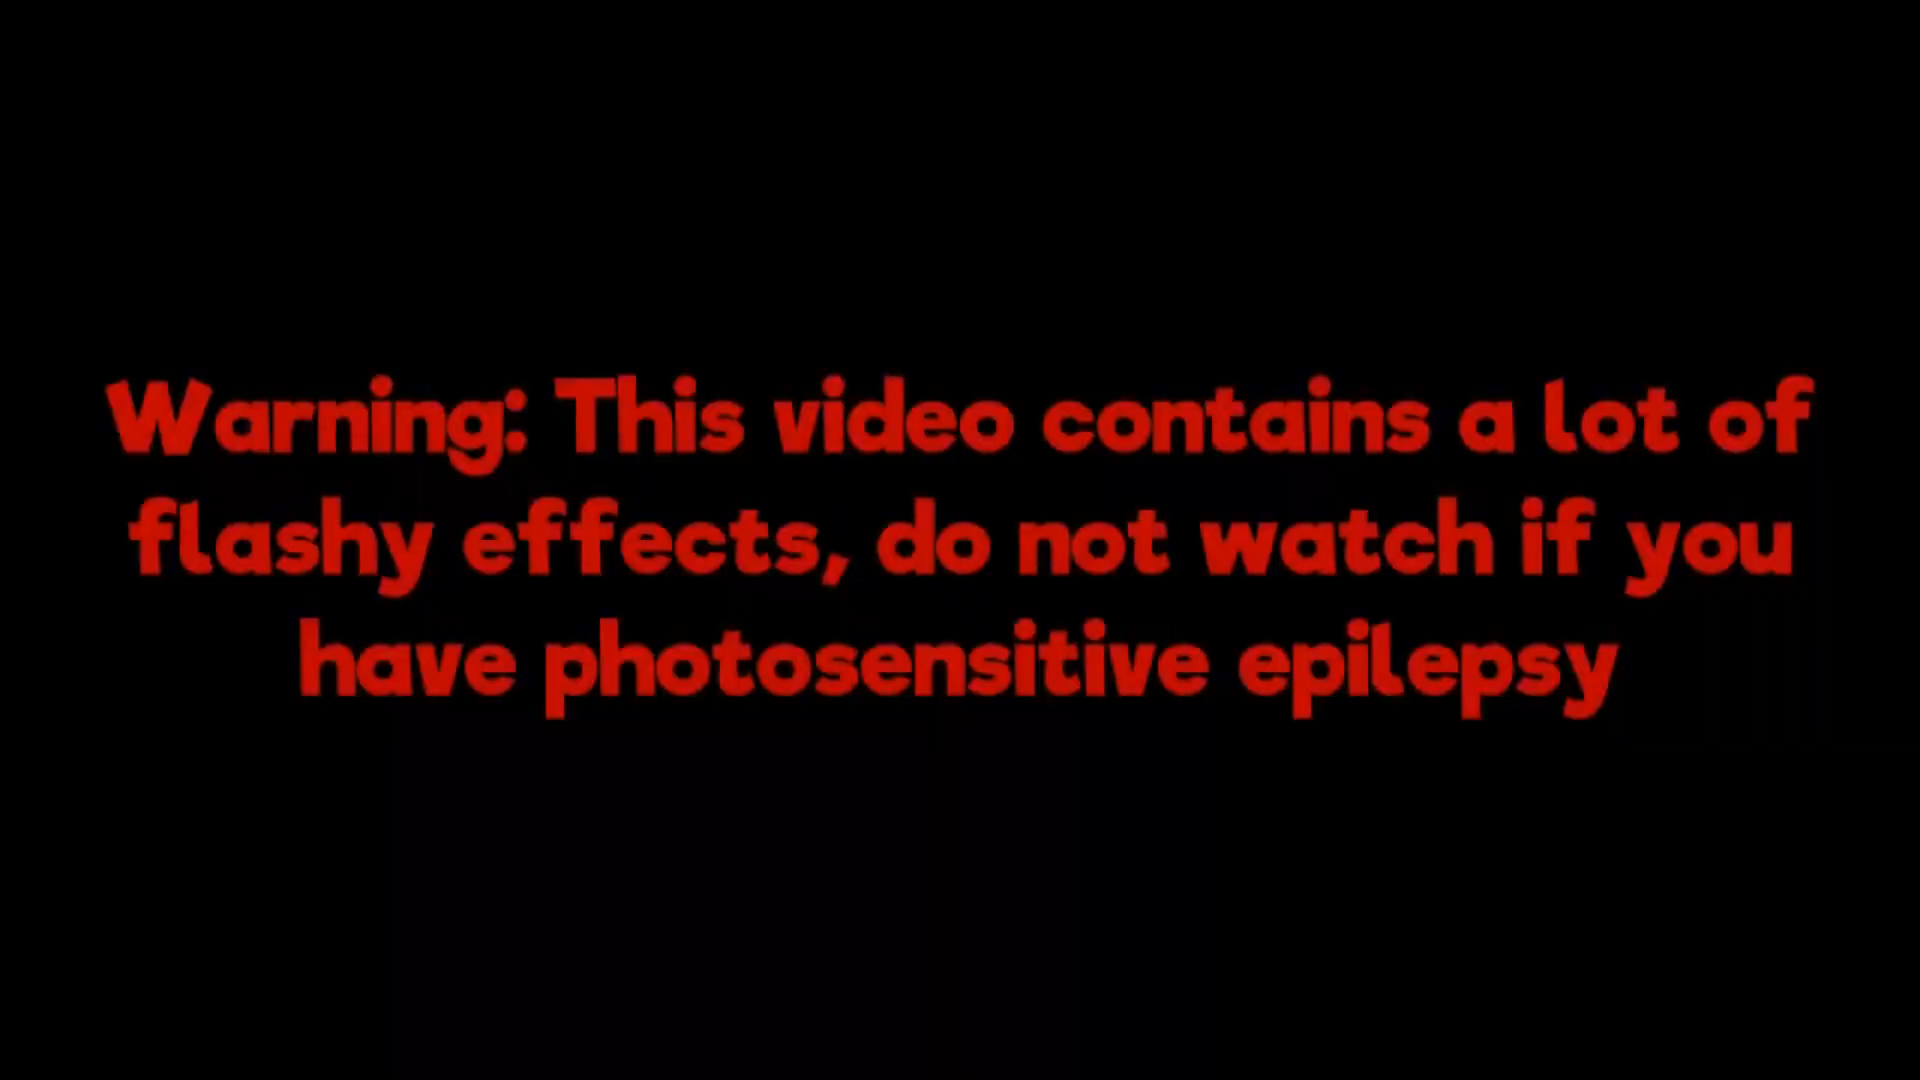 Warning: This video contains a lot of
flashy effects, do not watch if you
have photosensitive epilepsy